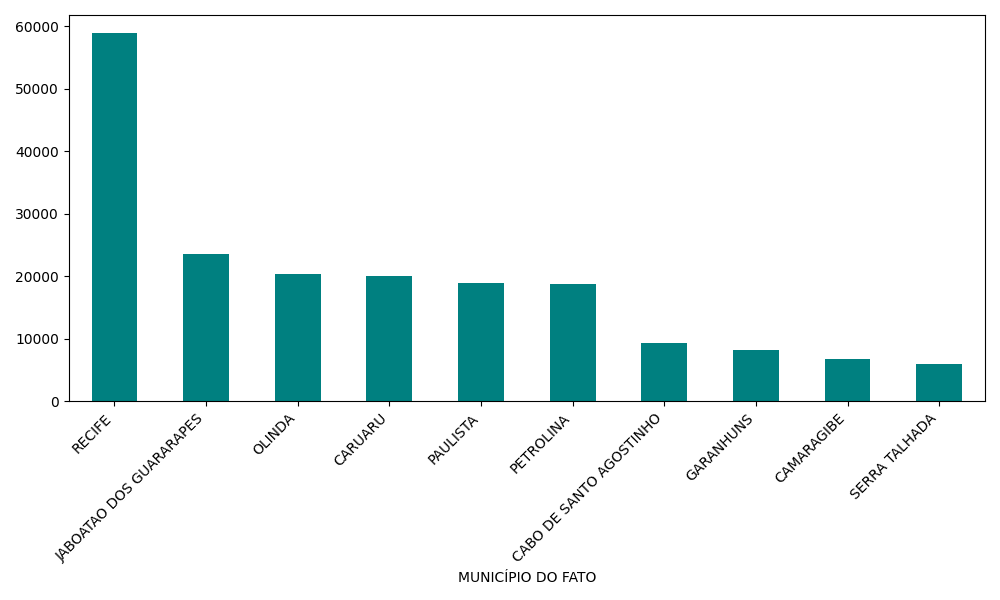 60000
50000
40000
30000
20000
10000
0
RECIFE
JABOATAO DOS GUARARAPES
OLINDA
CARUARU
PAULISTA
PETROLINA
CABO DE SANTO AGOSTINHO
GARANHUNS
CAMARAGIBE
SERRA TALHADA
MUNICÍPIO DO FATO